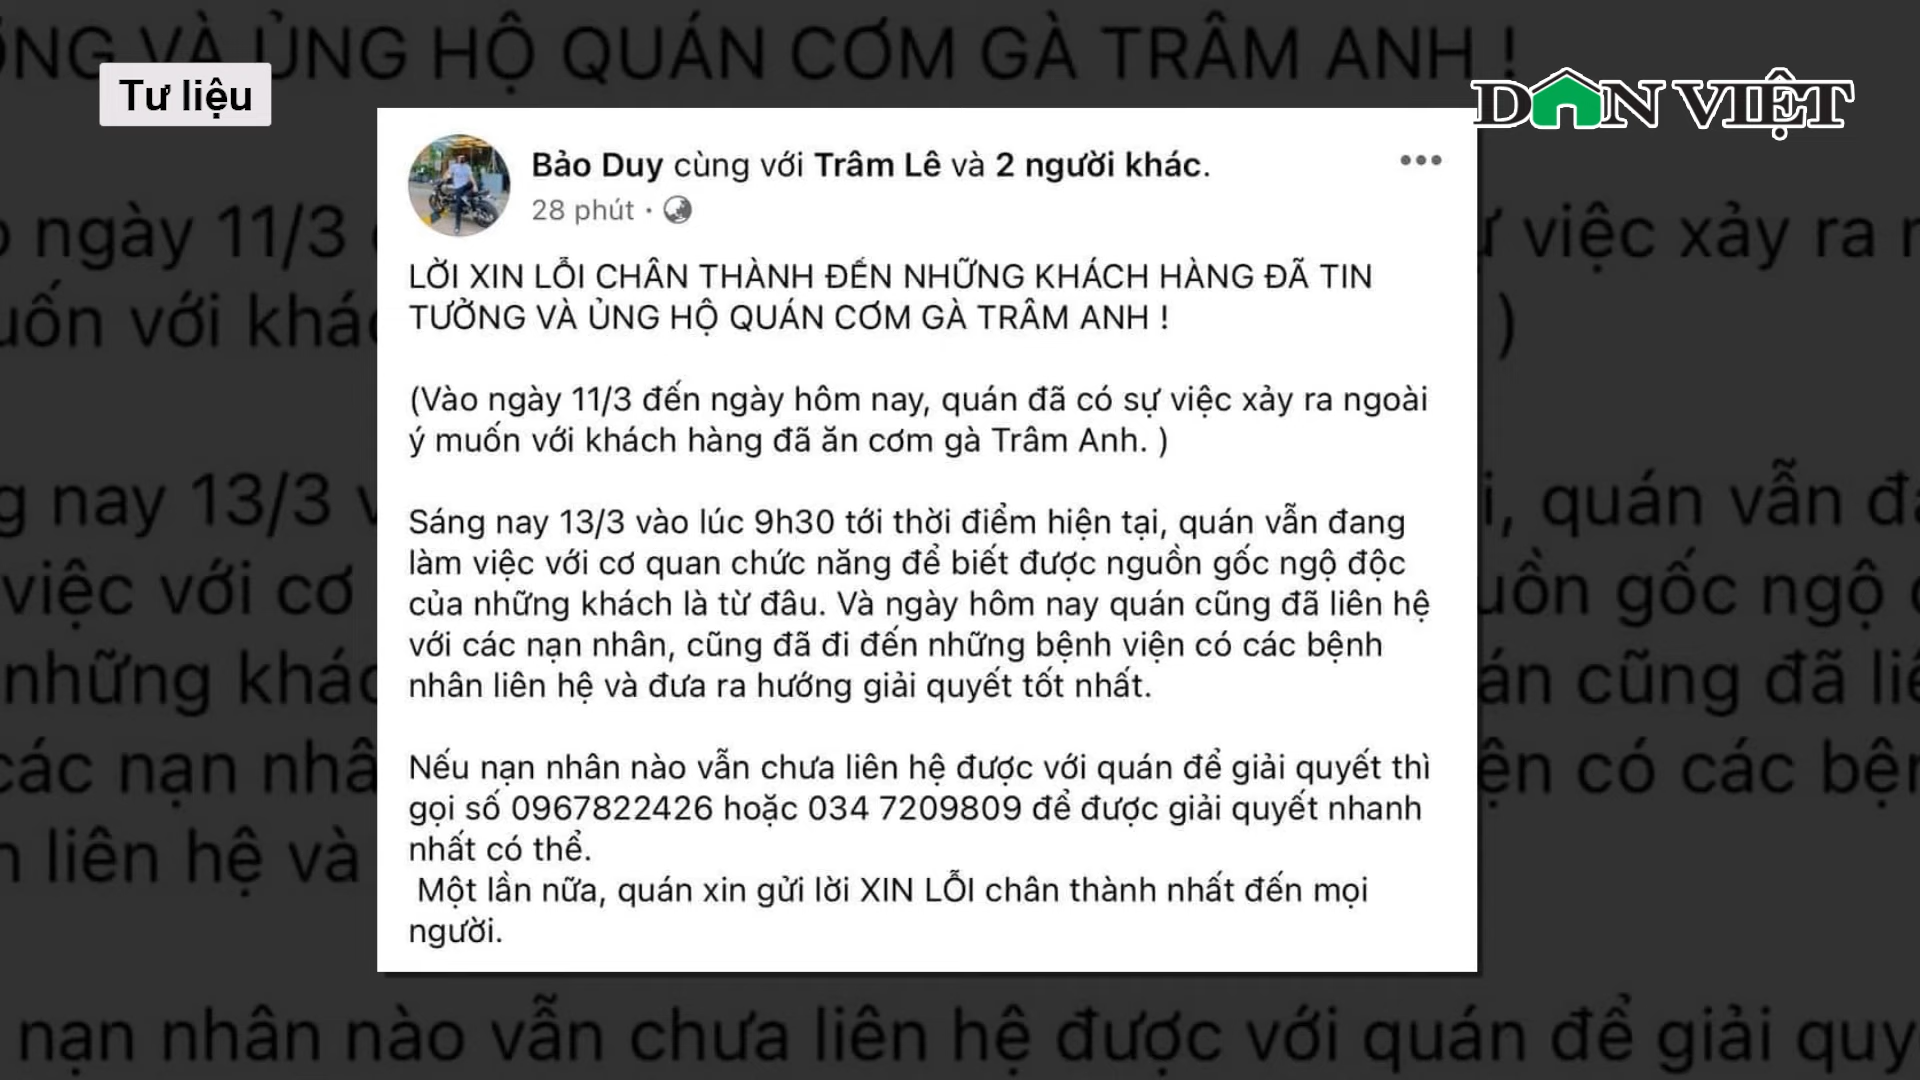 Tư liệu
DÂN VIỆT
Bảo Duy cùng với Trâm Lê và 2 người khác.
28 phút ·
LỜI XIN LỖI CHÂN THÀNH ĐẾN NHỮNG KHÁCH HÀNG ĐÃ TIN
TƯỞNG VÀ ỦNG HỘ QUÁN CƠM GÀ TRÂM ANH !
(Vào ngày 11/3 đến ngày hôm nay, quán đã có sự việc xảy ra ngoài
ý muốn với khách hàng đã ăn cơm gà Trâm Anh. )
Sáng nay 13/3 vào lúc 9h30 tới thời điểm hiện tại, quán vẫn đang
làm việc với cơ quan chức năng để biết được nguồn gốc ngộ độc
của những khách là từ đâu. Và ngày hôm nay quán cũng đã liên hệ
với các nạn nhân, cũng đã đi đến những bệnh viện có các bệnh
nhân liên hệ và đưa ra hướng giải quyết tốt nhất.
Nếu nạn nhân nào vẫn chưa liên hệ được với quán để giải quyết thì
gọi số 0967822426 hoặc 034 7209809 để được giải quyết nhanh
nhất có thể.
Một lần nữa, quán xin gửi lời XIN LỖI chân thành nhất đến mọi
người.